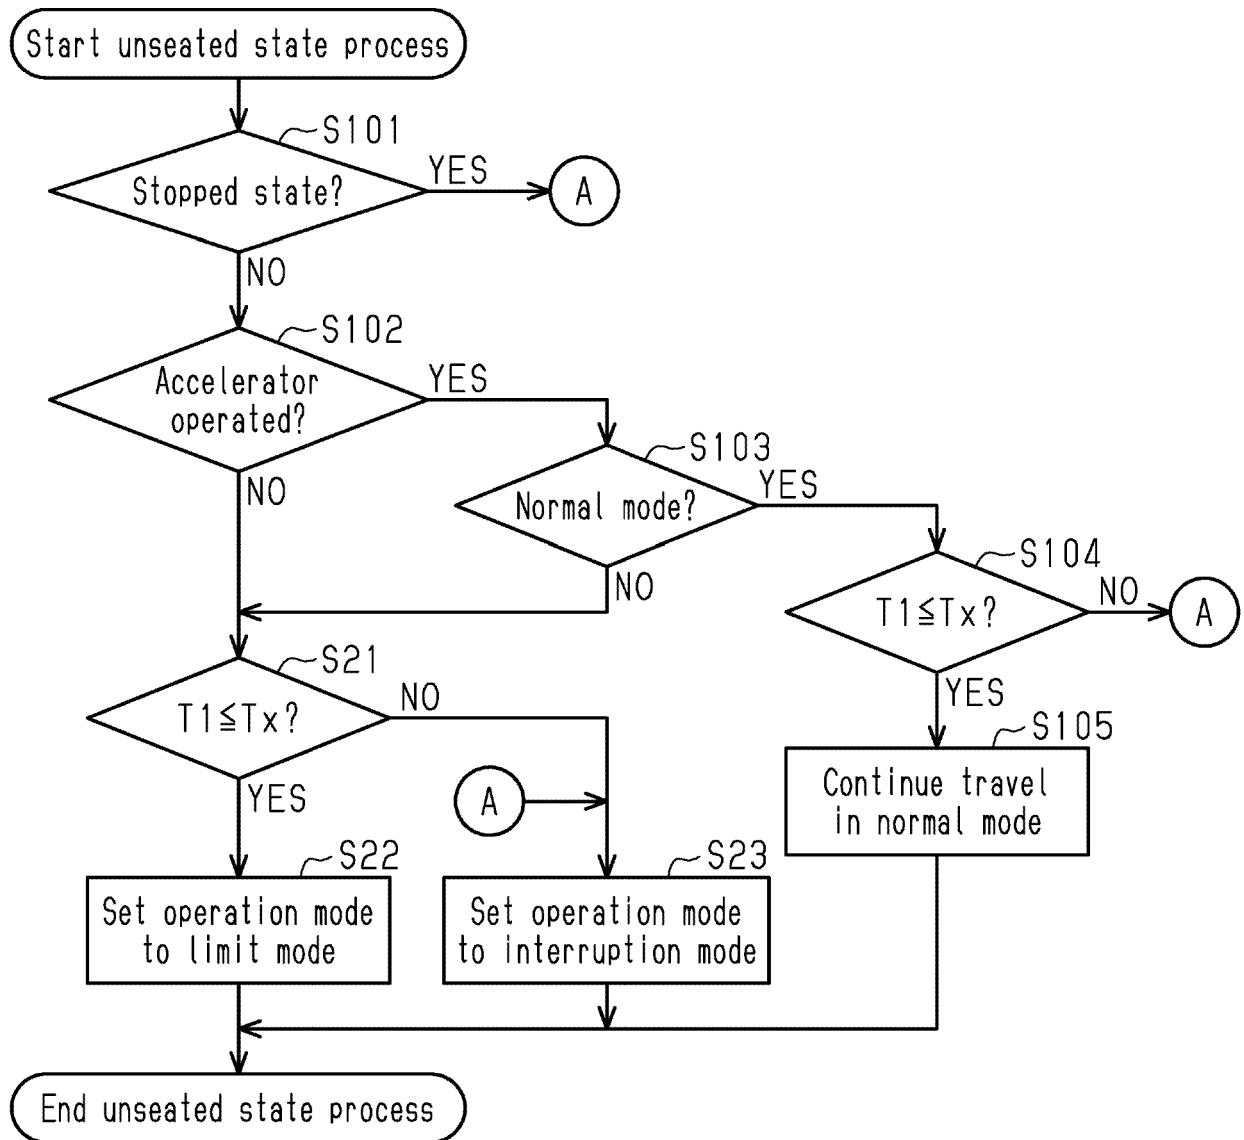 Start unseated state process
S101
Stopped state?
YES
A
NO
S102
Accelerator
operated?
YES
NO
S103
Normal mode?
YES
NO
S104
T1≦Tx?
NO
A
YES
S21
T1≦Tx?
NO
YES
A
S105
Continue travel
in normal mode
S22
Set operation mode
to limit mode
S23
Set operation mode
to interruption mode
End unseated state process